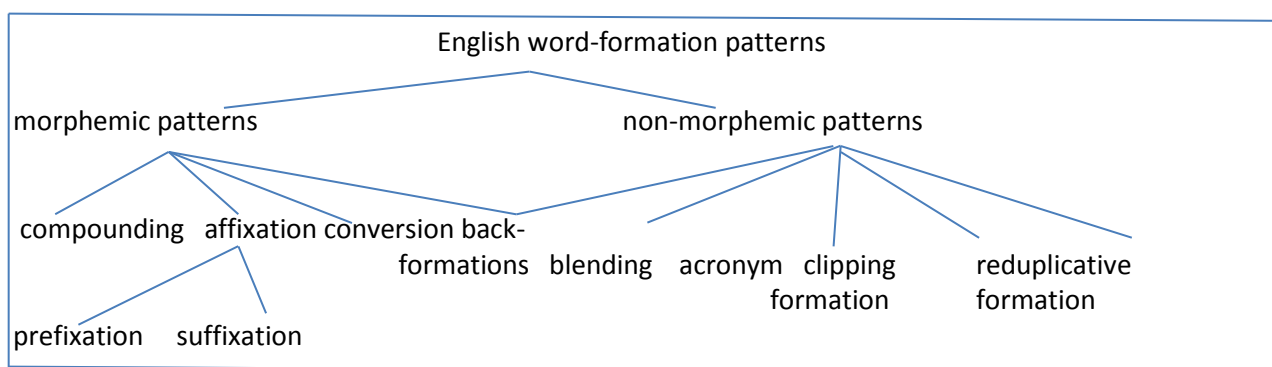 English word-formation patterns
morphemic patterns non-morphemic patterns
compounding affixation conversion back-
formations blending acronym clipping reduplicative
formation formation
prefixation suffixation